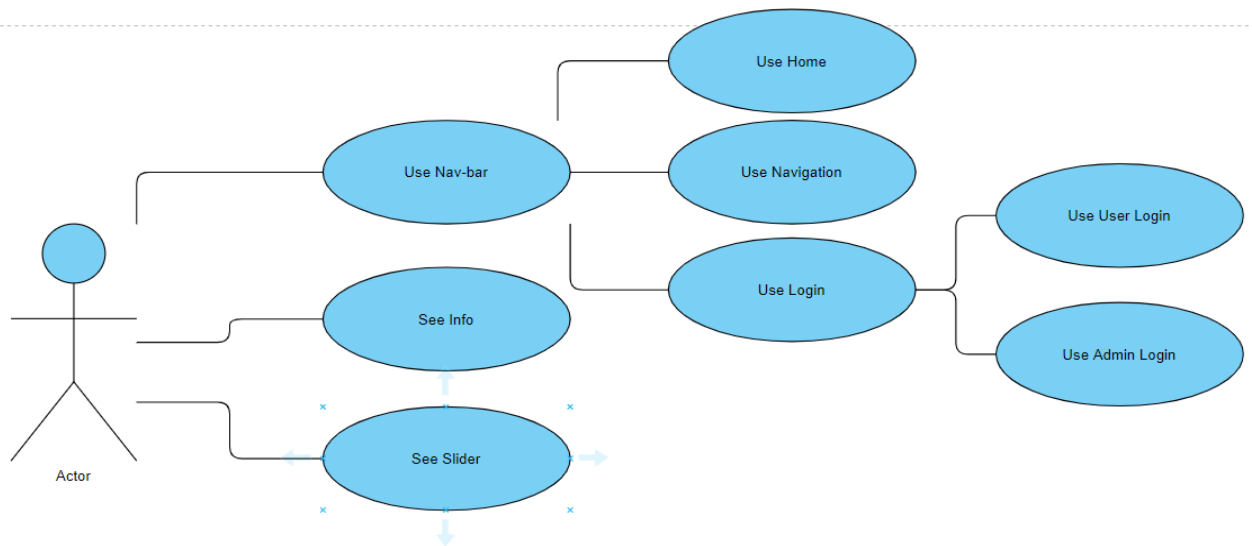 Use Home
Use Nav-bar
Use Navigation
Use User Login
Use Login
See Info
Use Admin Login
See Slider
Actor